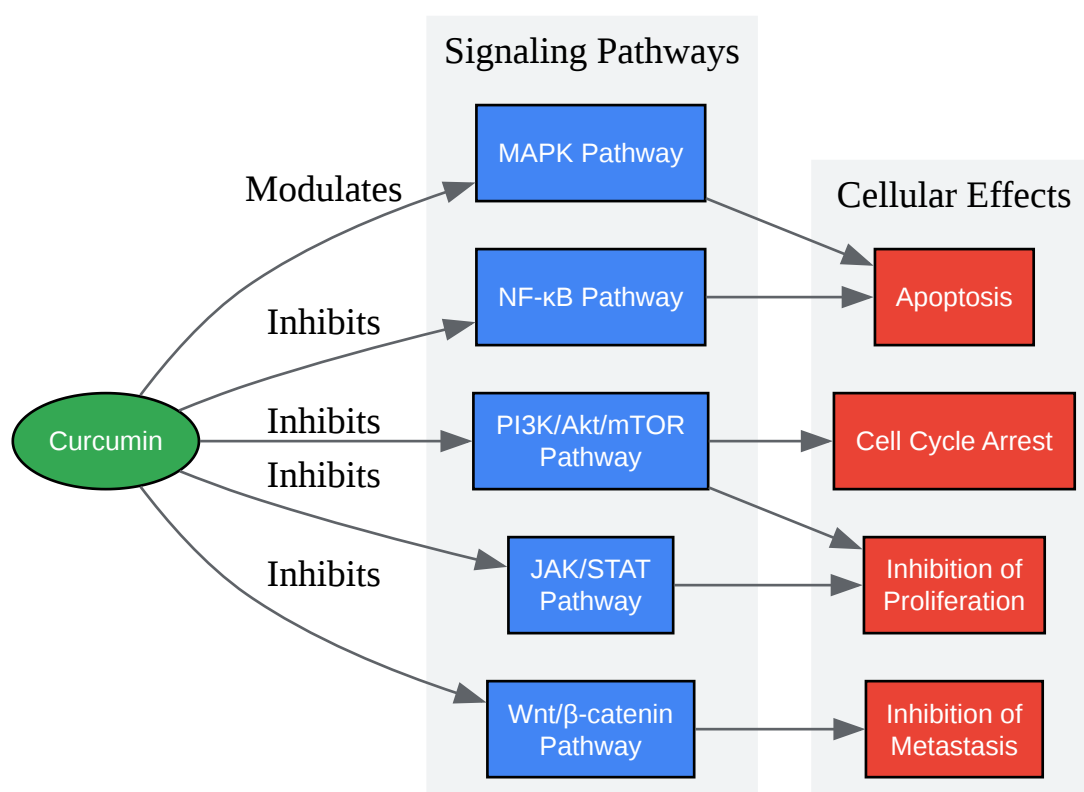 Signaling Pathways
MAPK Pathway
Modulates
Cellular Effects
NF-κB Pathway
Apoptosis
Inhibits
Curcumin
Inhibits
PI3K/Akt/mTOR
Pathway
Cell Cycle Arrest
Inhibits
JAK/STAT
Pathway
Inhibition of
Proliferation
Inhibits
Wnt/β-catenin
Pathway
Inhibition of
Metastasis